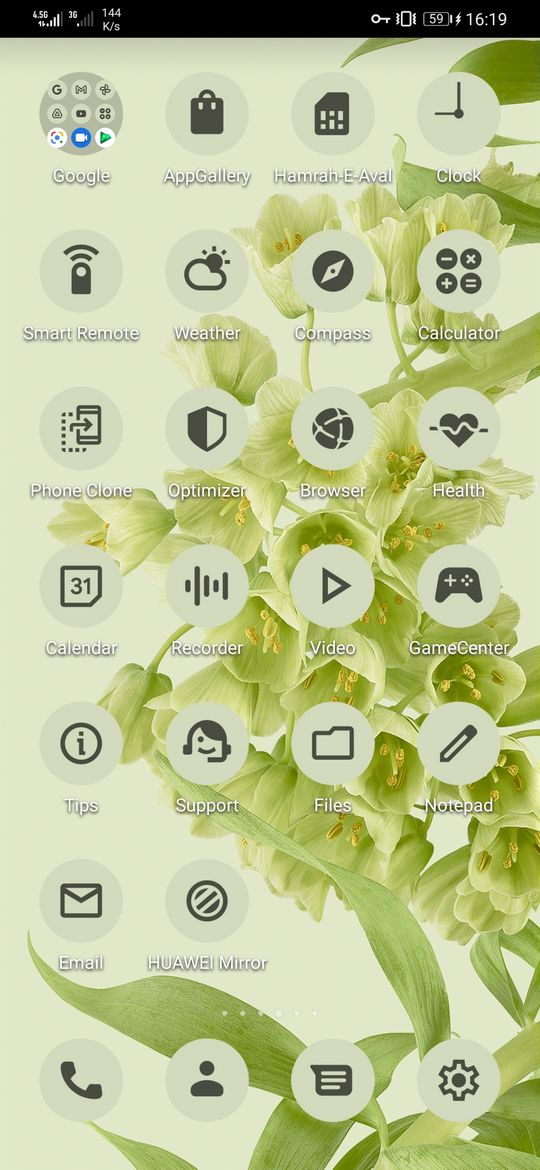 4.5G 3G 144 K/s 59 16:19
Google AppGallery Hamrah-E-Aval Clock
Smart Remote Weather Compass Calculator
Phone Clone Optimizer Browser Health
31
Calendar Recorder Video GameCenter
Tips Support Files Notepad
Email HUAWEI Mirror